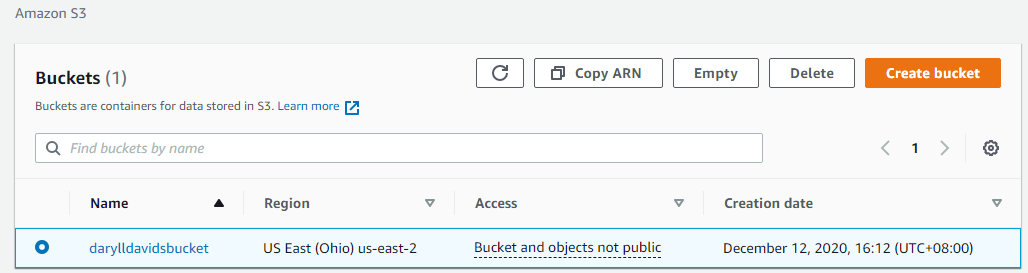 Amazon S3
Buckets (1)
Copy ARN
Empty
Delete
Create bucket
Buckets are containers for data stored in S3. Learn more
Find buckets by name
1
Name Region Access Creation date
darylldavidsbucket US East (Ohio) us-east-2 Bucket and objects not public December 12, 2020, 16:12 (UTC+08:00)